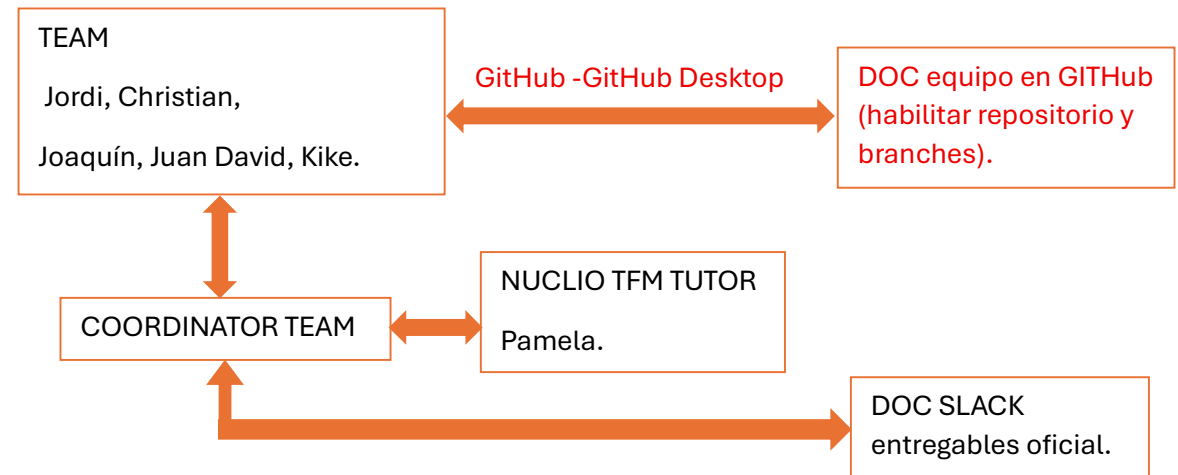 TEAM
Jordi, Christian,
Joaquín, Juan David, Kike.
GitHub -GitHub Desktop
DOC equipo en GITHub
(habilitar repositorio y
branches).
COORDINATOR TEAM
NUCLIO TFM TUTOR
Pamela.
DOC SLACK
entregables oficial.